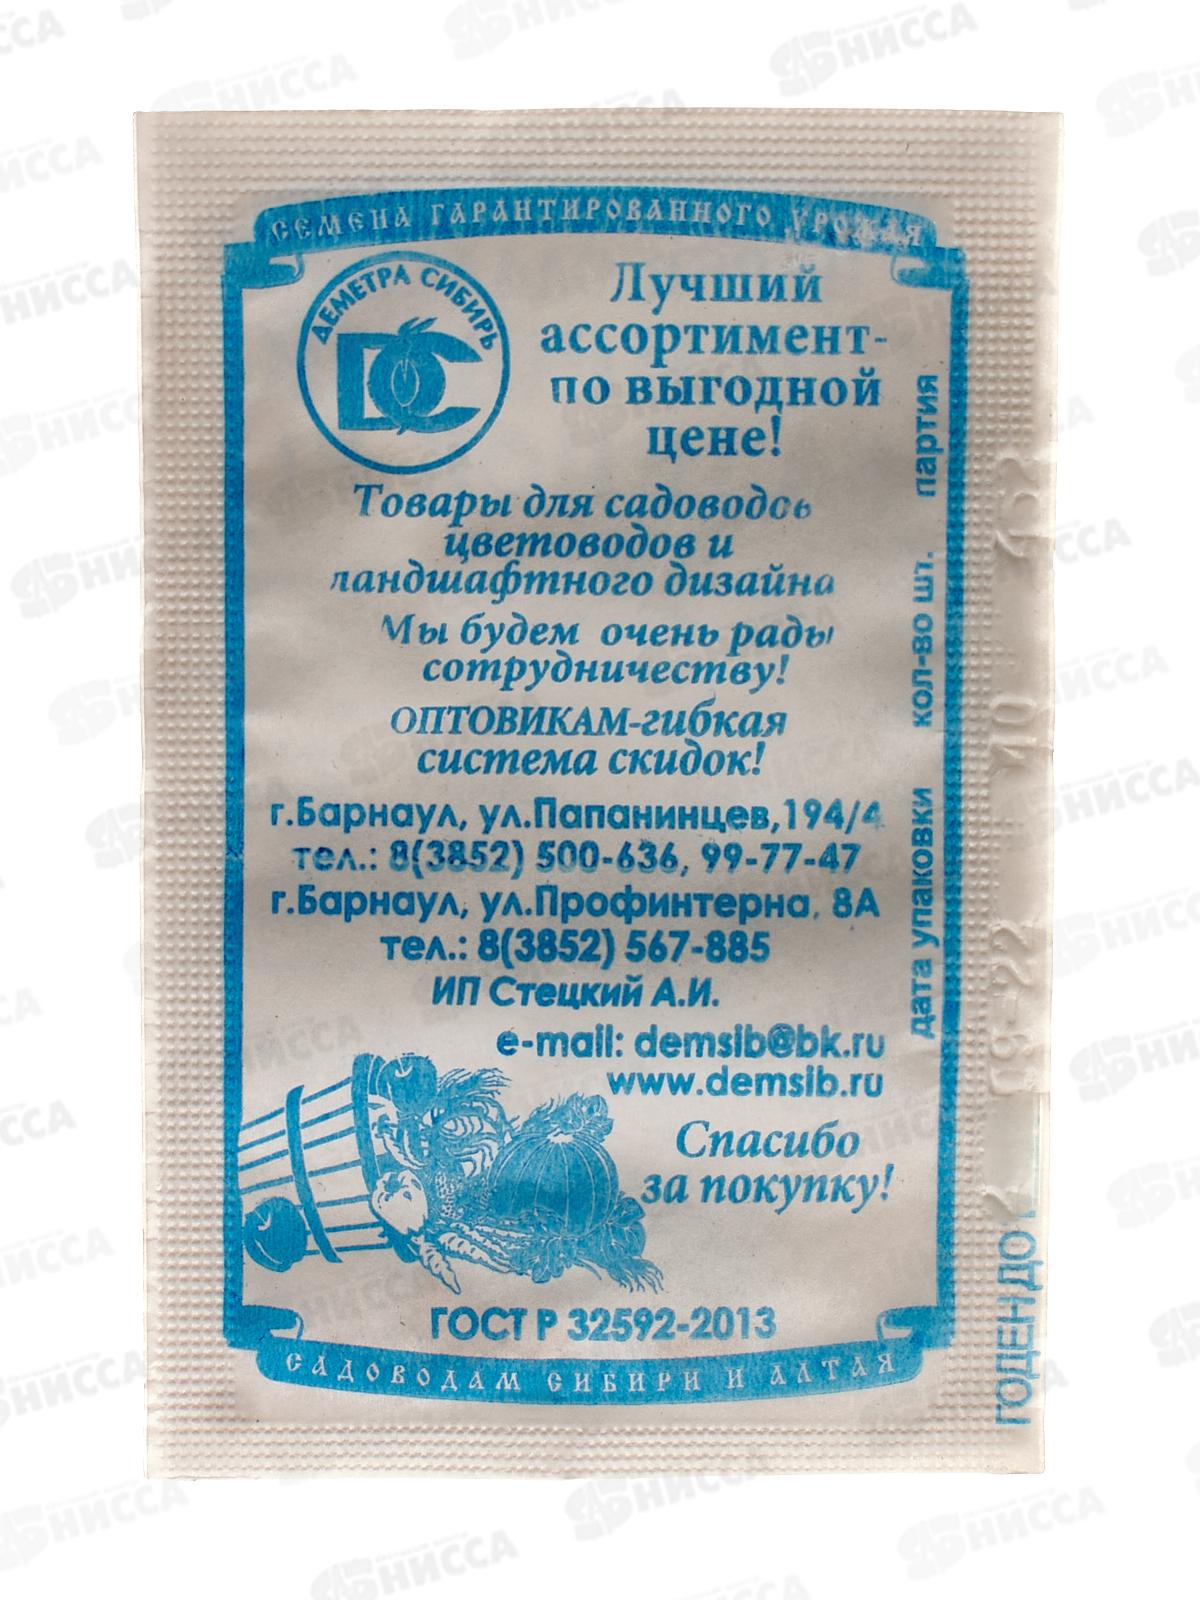 СЕМЕНА ГАРАНТИРОВАННОГО УРОЖАЯ
ДЕМЕТРА СИБИРЬ
DC
Лучший
ассортимент-
по выгодной
цене!
Товары для садоводов
цветоводов и
ландшафтного дизайна
Мы будем очень рады
сотрудничеству!
ОПТОВИКАМ-гибкая
система скидок!
г.Барнаул, ул.Папанинцев,194/4
тел.: 8(3852) 500-636, 99-77-47
г.Барнаул, ул.Профинтерна, 8А
тел.: 8(3852) 567-885
ИП Стецкий А.И.
e-mail: demsib@bk.ru
www.demsib.ru
Спасибо
за покупку!
ГОСТ Р 32592-2013
САДОВОДАМ СИБИРИ И АЛТАЯ
дата упаковки кол-во шт. партия
ГОДЕН ДО
НИССА